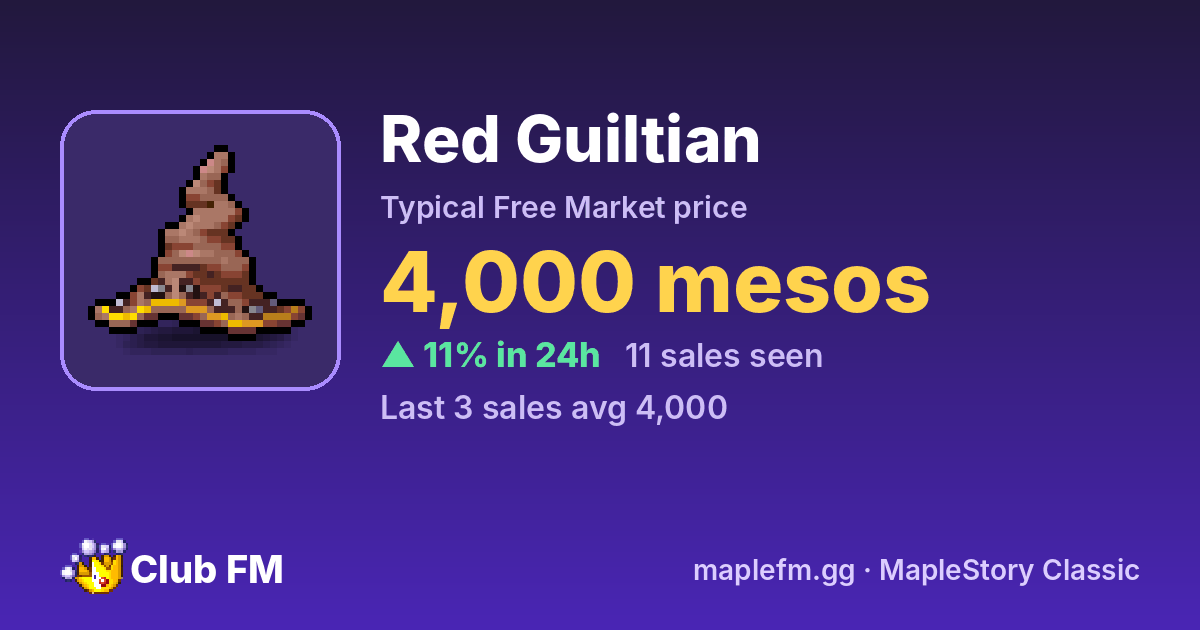 Red Guiltian
Typical Free Market price
4,000 mesos
▲ 11% in 24h 11 sales seen
Last 3 sales avg 4,000
Club FM
maplefm.gg · MapleStory Classic